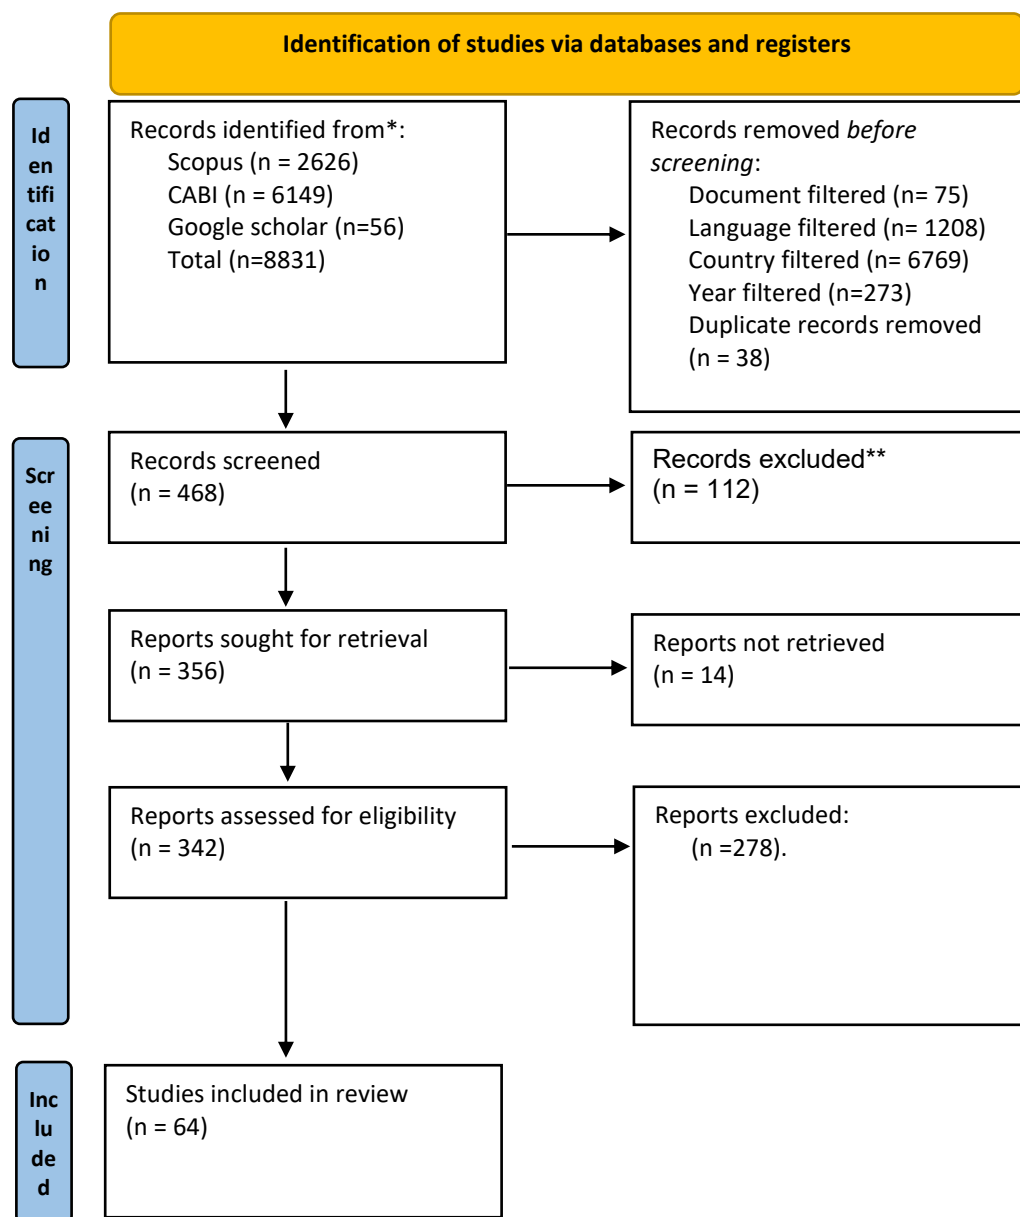 Identification of studies via databases and registers
Id
en
tifi
cat
io
n
Records identified from*:
Scopus (n = 2626)
CABI (n = 6149)
Google scholar (n=56)
Total (n=8831)
Records removed before
screening:
Document filtered (n= 75)
Language filtered (n= 1208)
Country filtered (n= 6769)
Year filtered (n=273)
Duplicate records removed
(n = 38)
Scr
ee
ni
ng
Records screened
(n = 468)
Records excluded**
(n = 112)
Reports sought for retrieval
(n = 356)
Reports not retrieved
(n = 14)
Reports assessed for eligibility
(n = 342)
Reports excluded:
(n =278).
Inc
lu
de
d
Studies included in review
(n = 64)